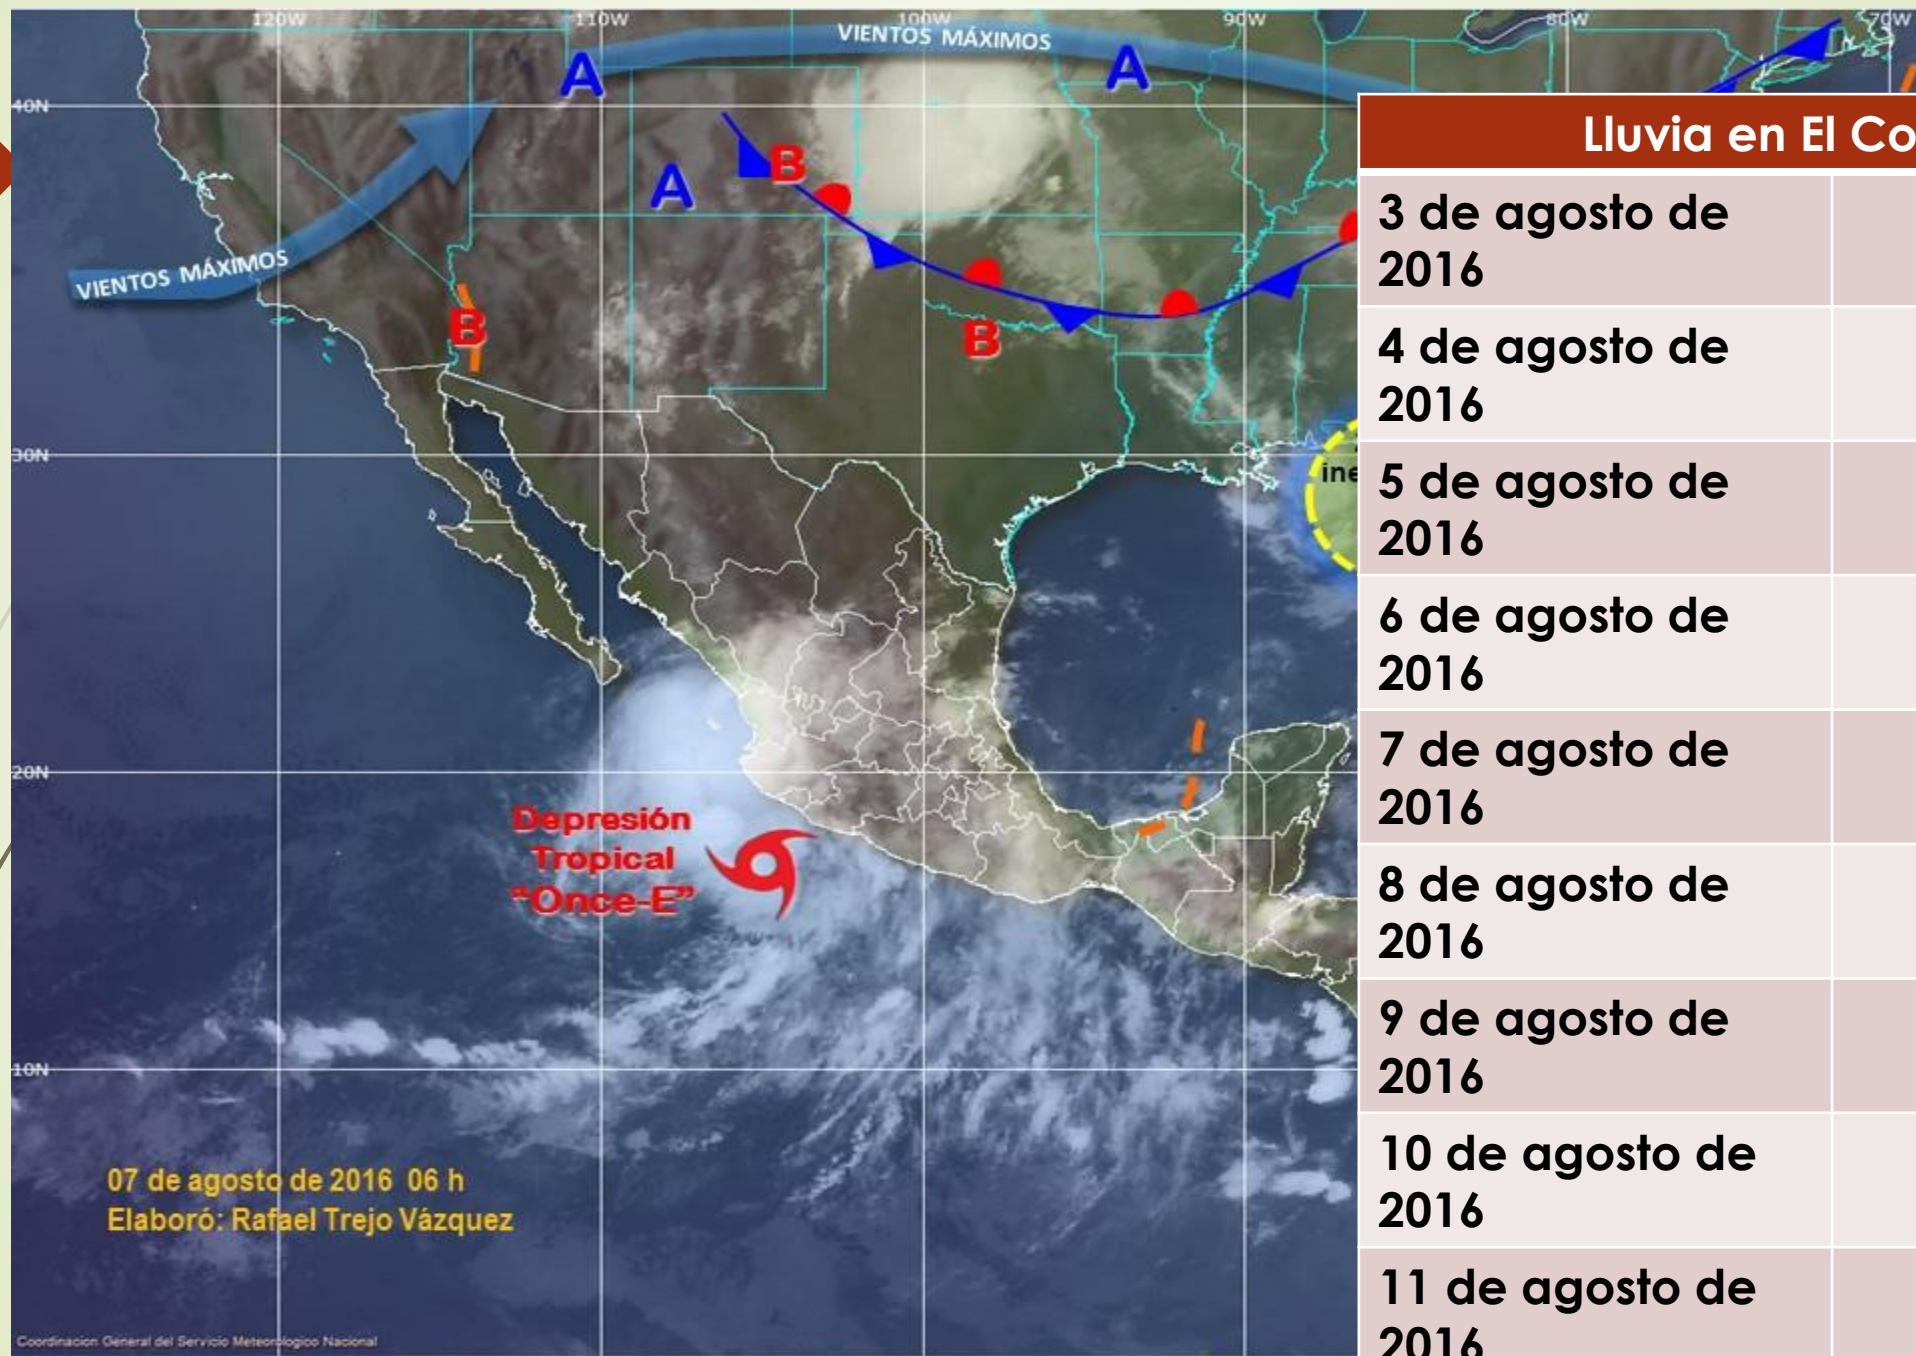 120W
110W
100W
90W
80W
70W
VIENTOS MÁXIMOS
A
A
40N
B
A
VIENTOS MÁXIMOS
B
B
30N
ine
20N
Depresión
Tropical
"Once-E"
10N
07 de agosto de 2016 06 h
Elaboró: Rafael Trejo Vázquez
Coordinacion General del Servicio Meteorologico Nacional
Lluvia en El Co
3 de agosto de
2016
4 de agosto de
2016
5 de agosto de
2016
6 de agosto de
2016
7 de agosto de
2016
8 de agosto de
2016
9 de agosto de
2016
10 de agosto de
2016
11 de agosto de
2016